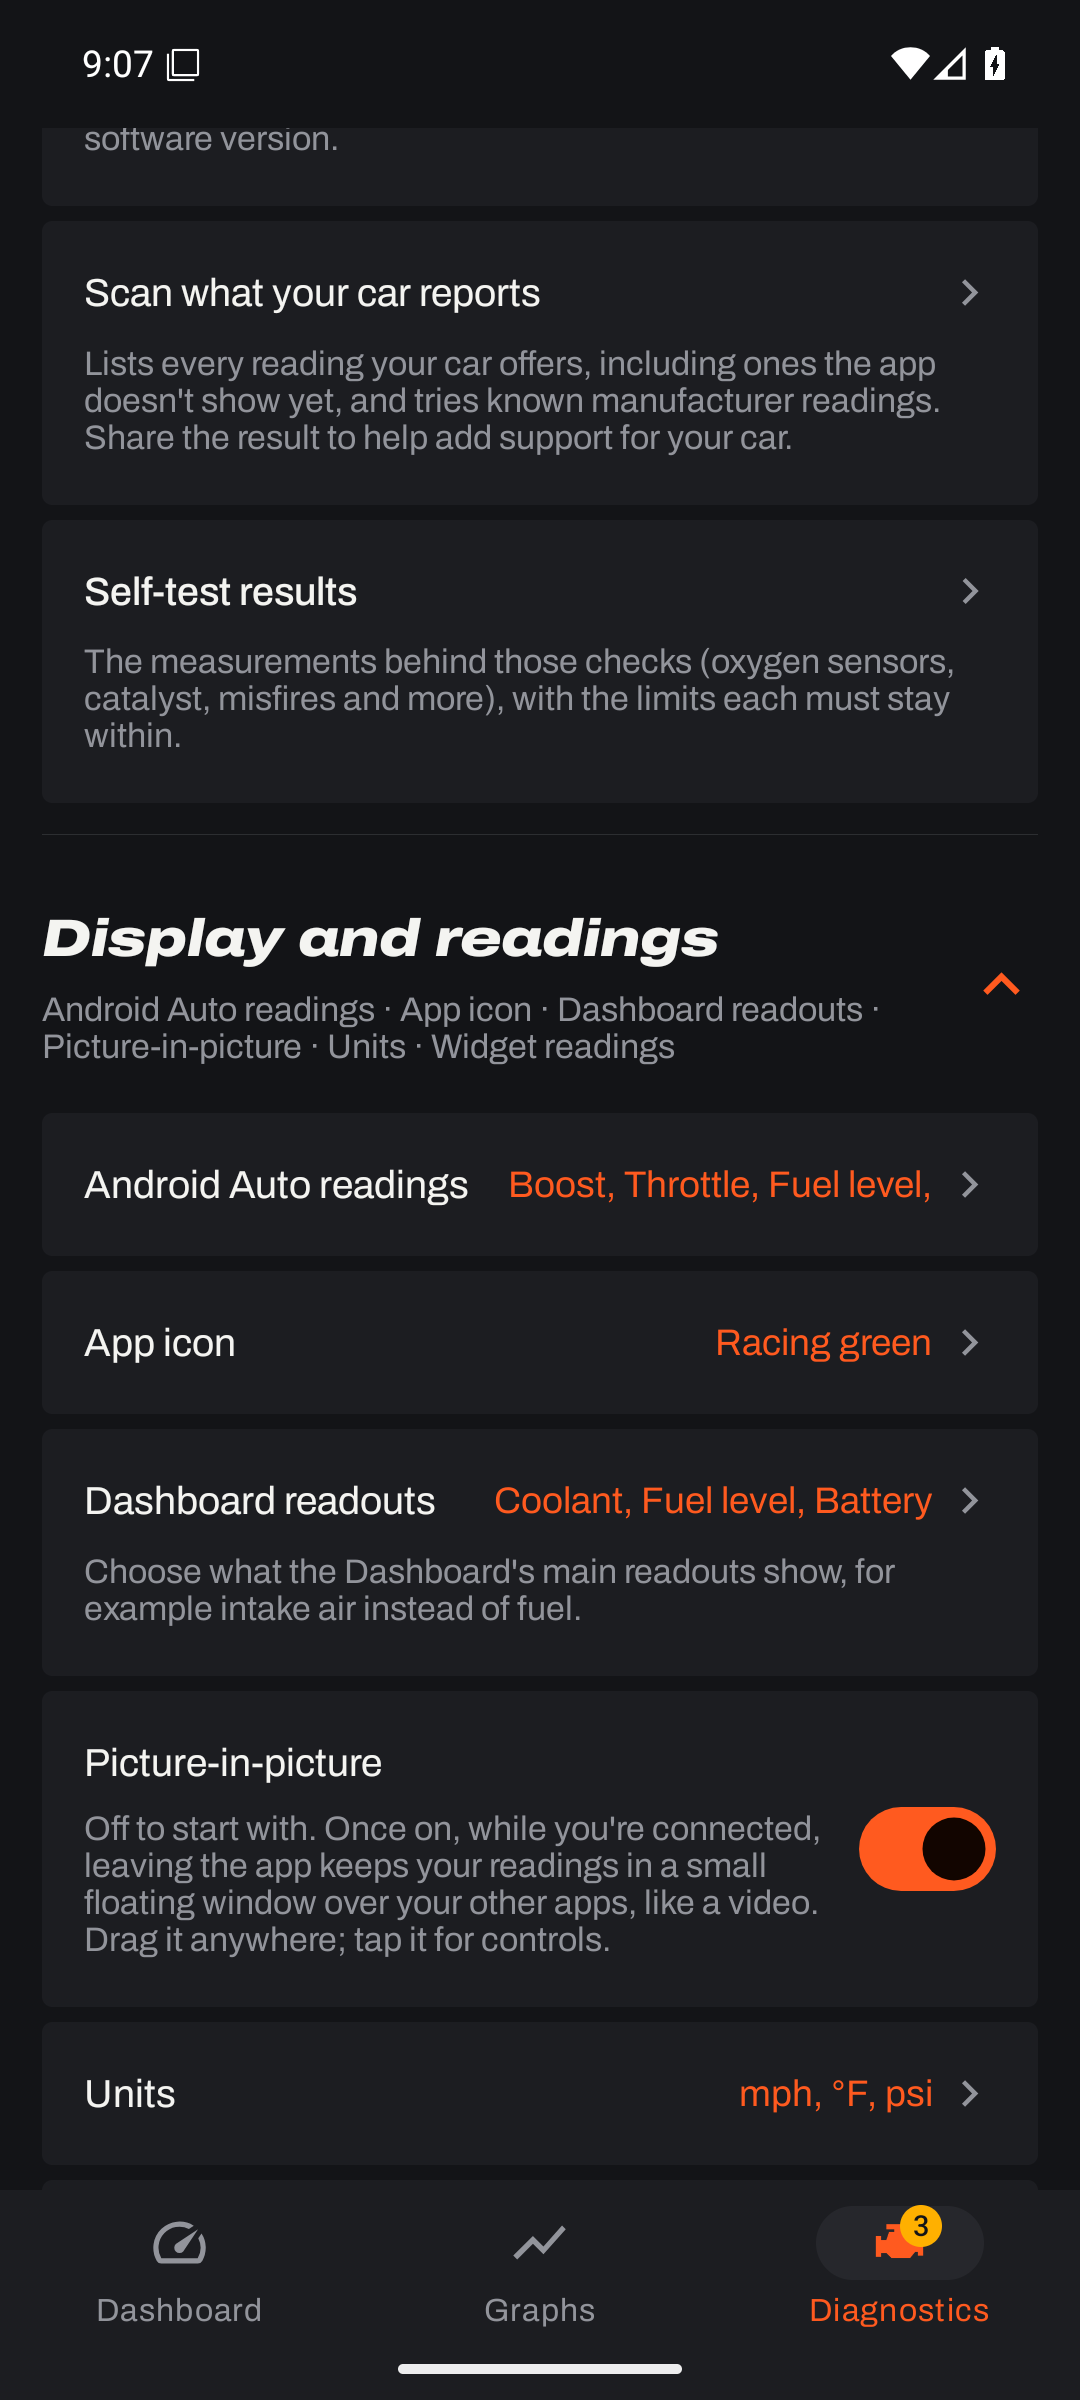 9:07
software version.
Scan what your car reports
Lists every reading your car offers, including ones the app
doesn't show yet, and tries known manufacturer readings.
Share the result to help add support for your car.
Self-test results
The measurements behind those checks (oxygen sensors,
catalyst, misfires and more), with the limits each must stay
within.
Display and readings
Android Auto readings · App icon · Dashboard readouts ·
Picture-in-picture · Units · Widget readings
Android Auto readings Boost, Throttle, Fuel level,
App icon Racing green
Dashboard readouts Coolant, Fuel level, Battery
Choose what the Dashboard's main readouts show, for
example intake air instead of fuel.
Picture-in-picture
Off to start with. Once on, while you're connected,
leaving the app keeps your readings in a small
floating window over your other apps, like a video.
Drag it anywhere; tap it for controls.
Units mph, °F, psi
3
Dashboard Graphs Diagnostics